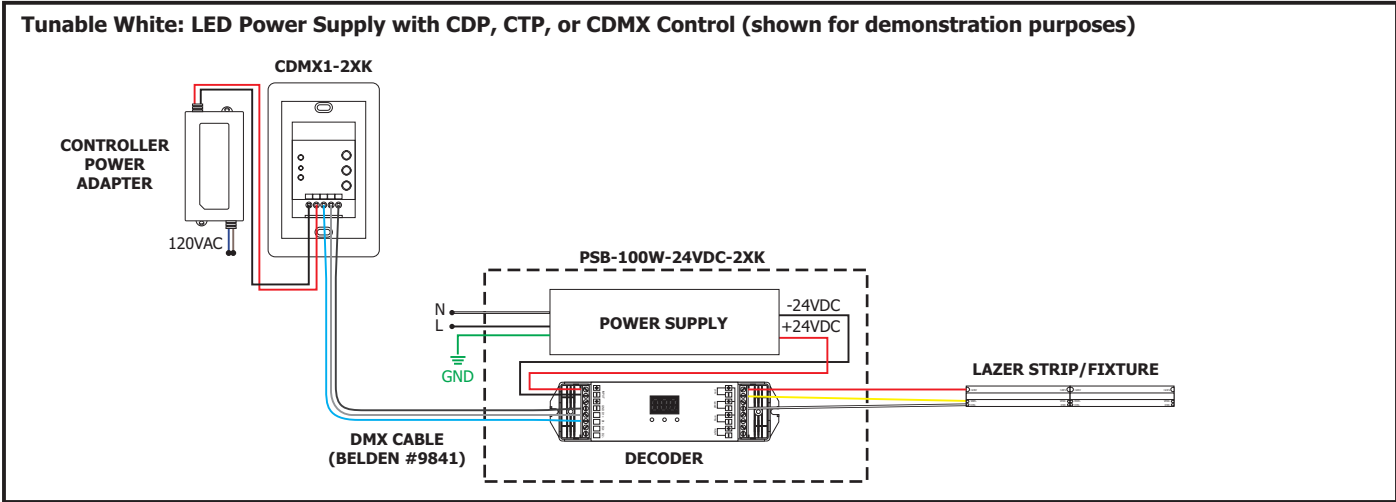 Tunable White: LED Power Supply with CDP, CTP, or CDMX Control (shown for demonstration purposes)
CDMX1-2XK
CONTROLLER
POWER
ADAPTER
120VAC
PSB-100W-24VDC-2XK
N
L
GND
POWER SUPPLY
-24VDC
+24VDC
LAZER STRIP/FIXTURE
DMX CABLE
(BELDEN #9841)
DECODER